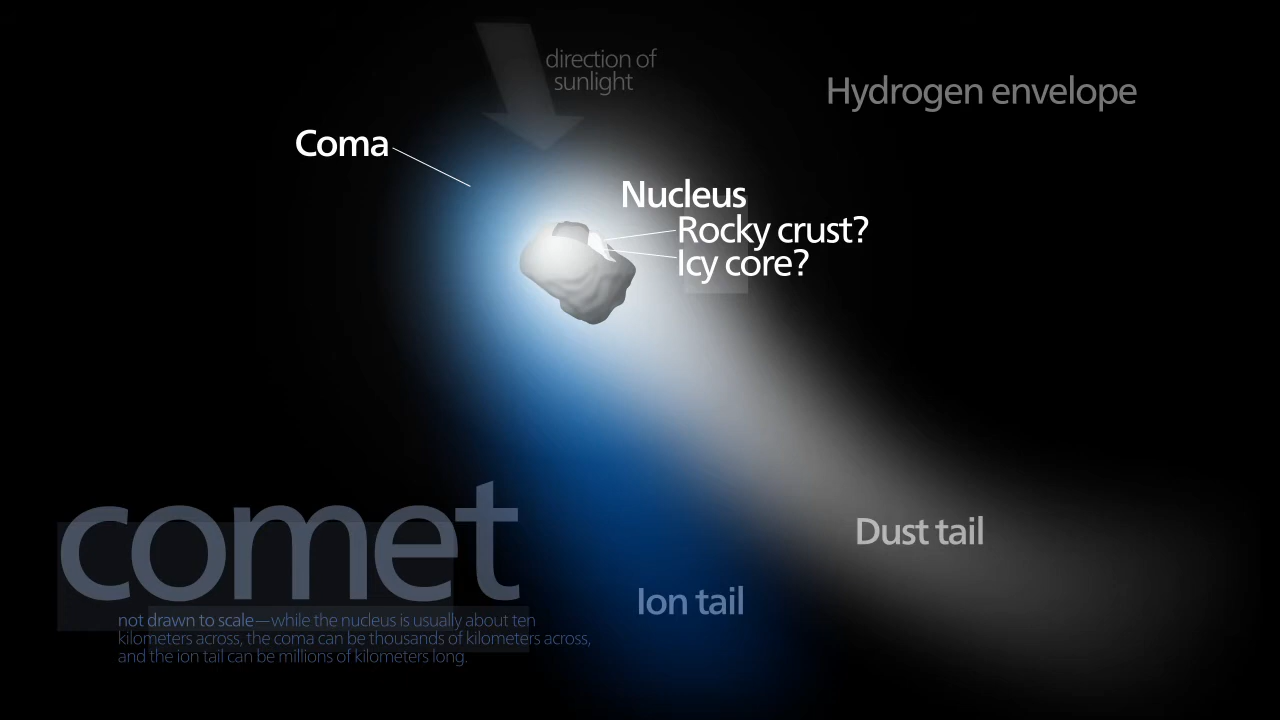 direction of
sunlight
Hydrogen envelope
Coma
Nucleus
Rocky crust?
Icy core?
Dust tail
Ion tail
comet
not drawn to scale—while the nucleus is usually about ten
kilometers across, the coma can be thousands of kilometers across,
and the ion tail can be millions of kilometers long.